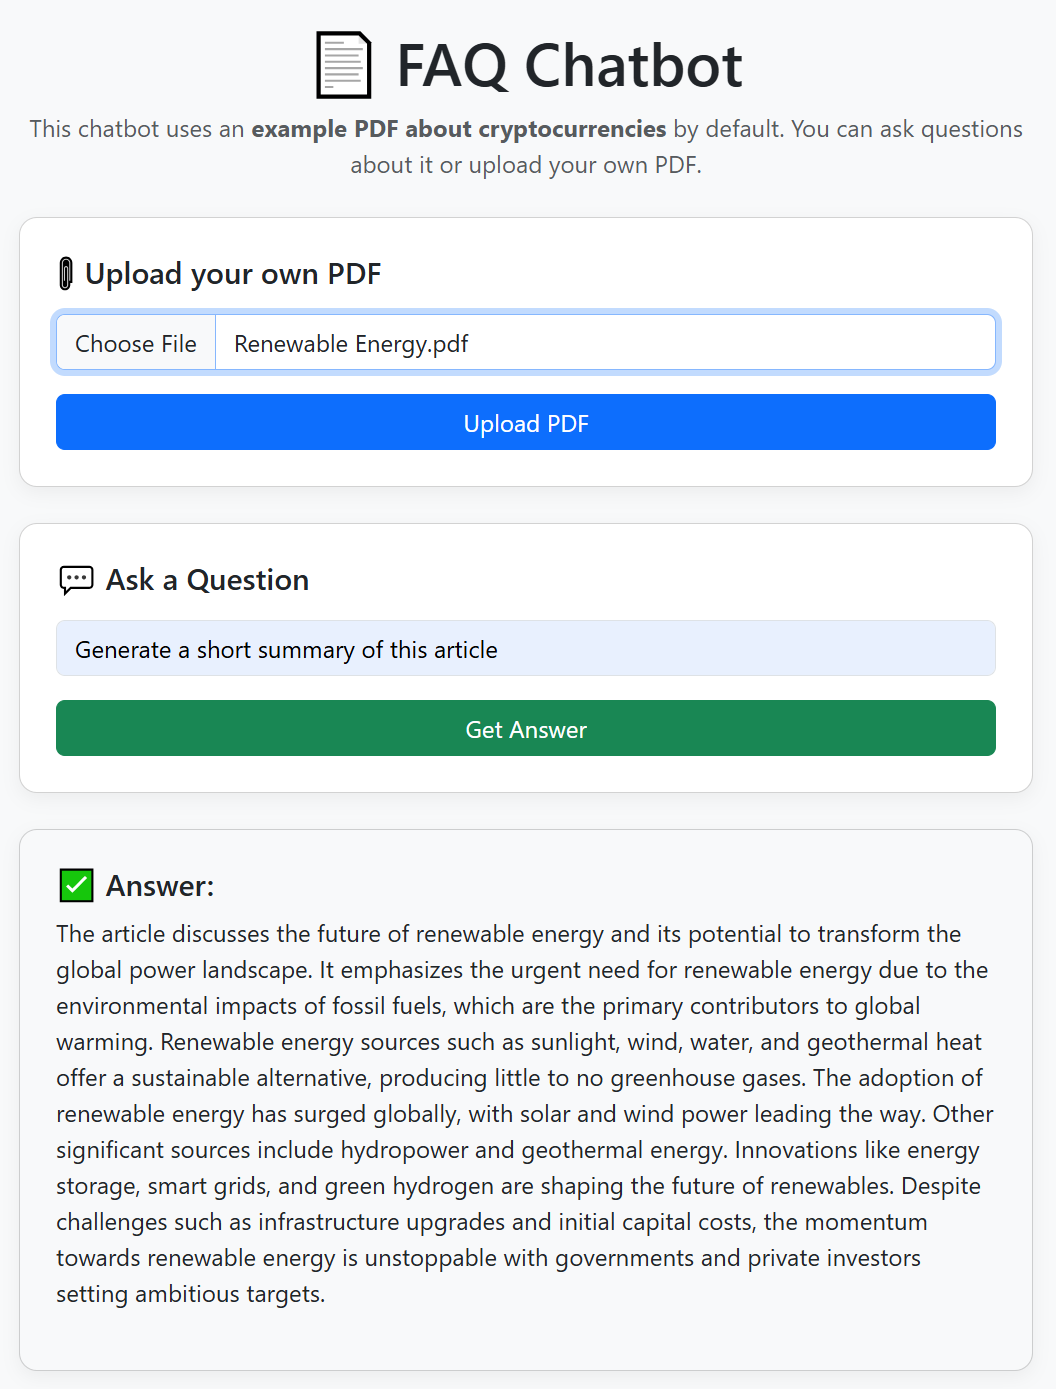 FAQ Chatbot
This chatbot uses an example PDF about cryptocurrencies by default. You can ask questions
about it or upload your own PDF.
Upload your own PDF
Choose File Renewable Energy.pdf
Upload PDF
Ask a Question
Generate a short summary of this article
Get Answer
Answer:
The article discusses the future of renewable energy and its potential to transform the
global power landscape. It emphasizes the urgent need for renewable energy due to the
environmental impacts of fossil fuels, which are the primary contributors to global
warming. Renewable energy sources such as sunlight, wind, water, and geothermal heat
offer a sustainable alternative, producing little to no greenhouse gases. The adoption of
renewable energy has surged globally, with solar and wind power leading the way. Other
significant sources include hydropower and geothermal energy. Innovations like energy
storage, smart grids, and green hydrogen are shaping the future of renewables. Despite
challenges such as infrastructure upgrades and initial capital costs, the momentum
towards renewable energy is unstoppable with governments and private investors
setting ambitious targets.